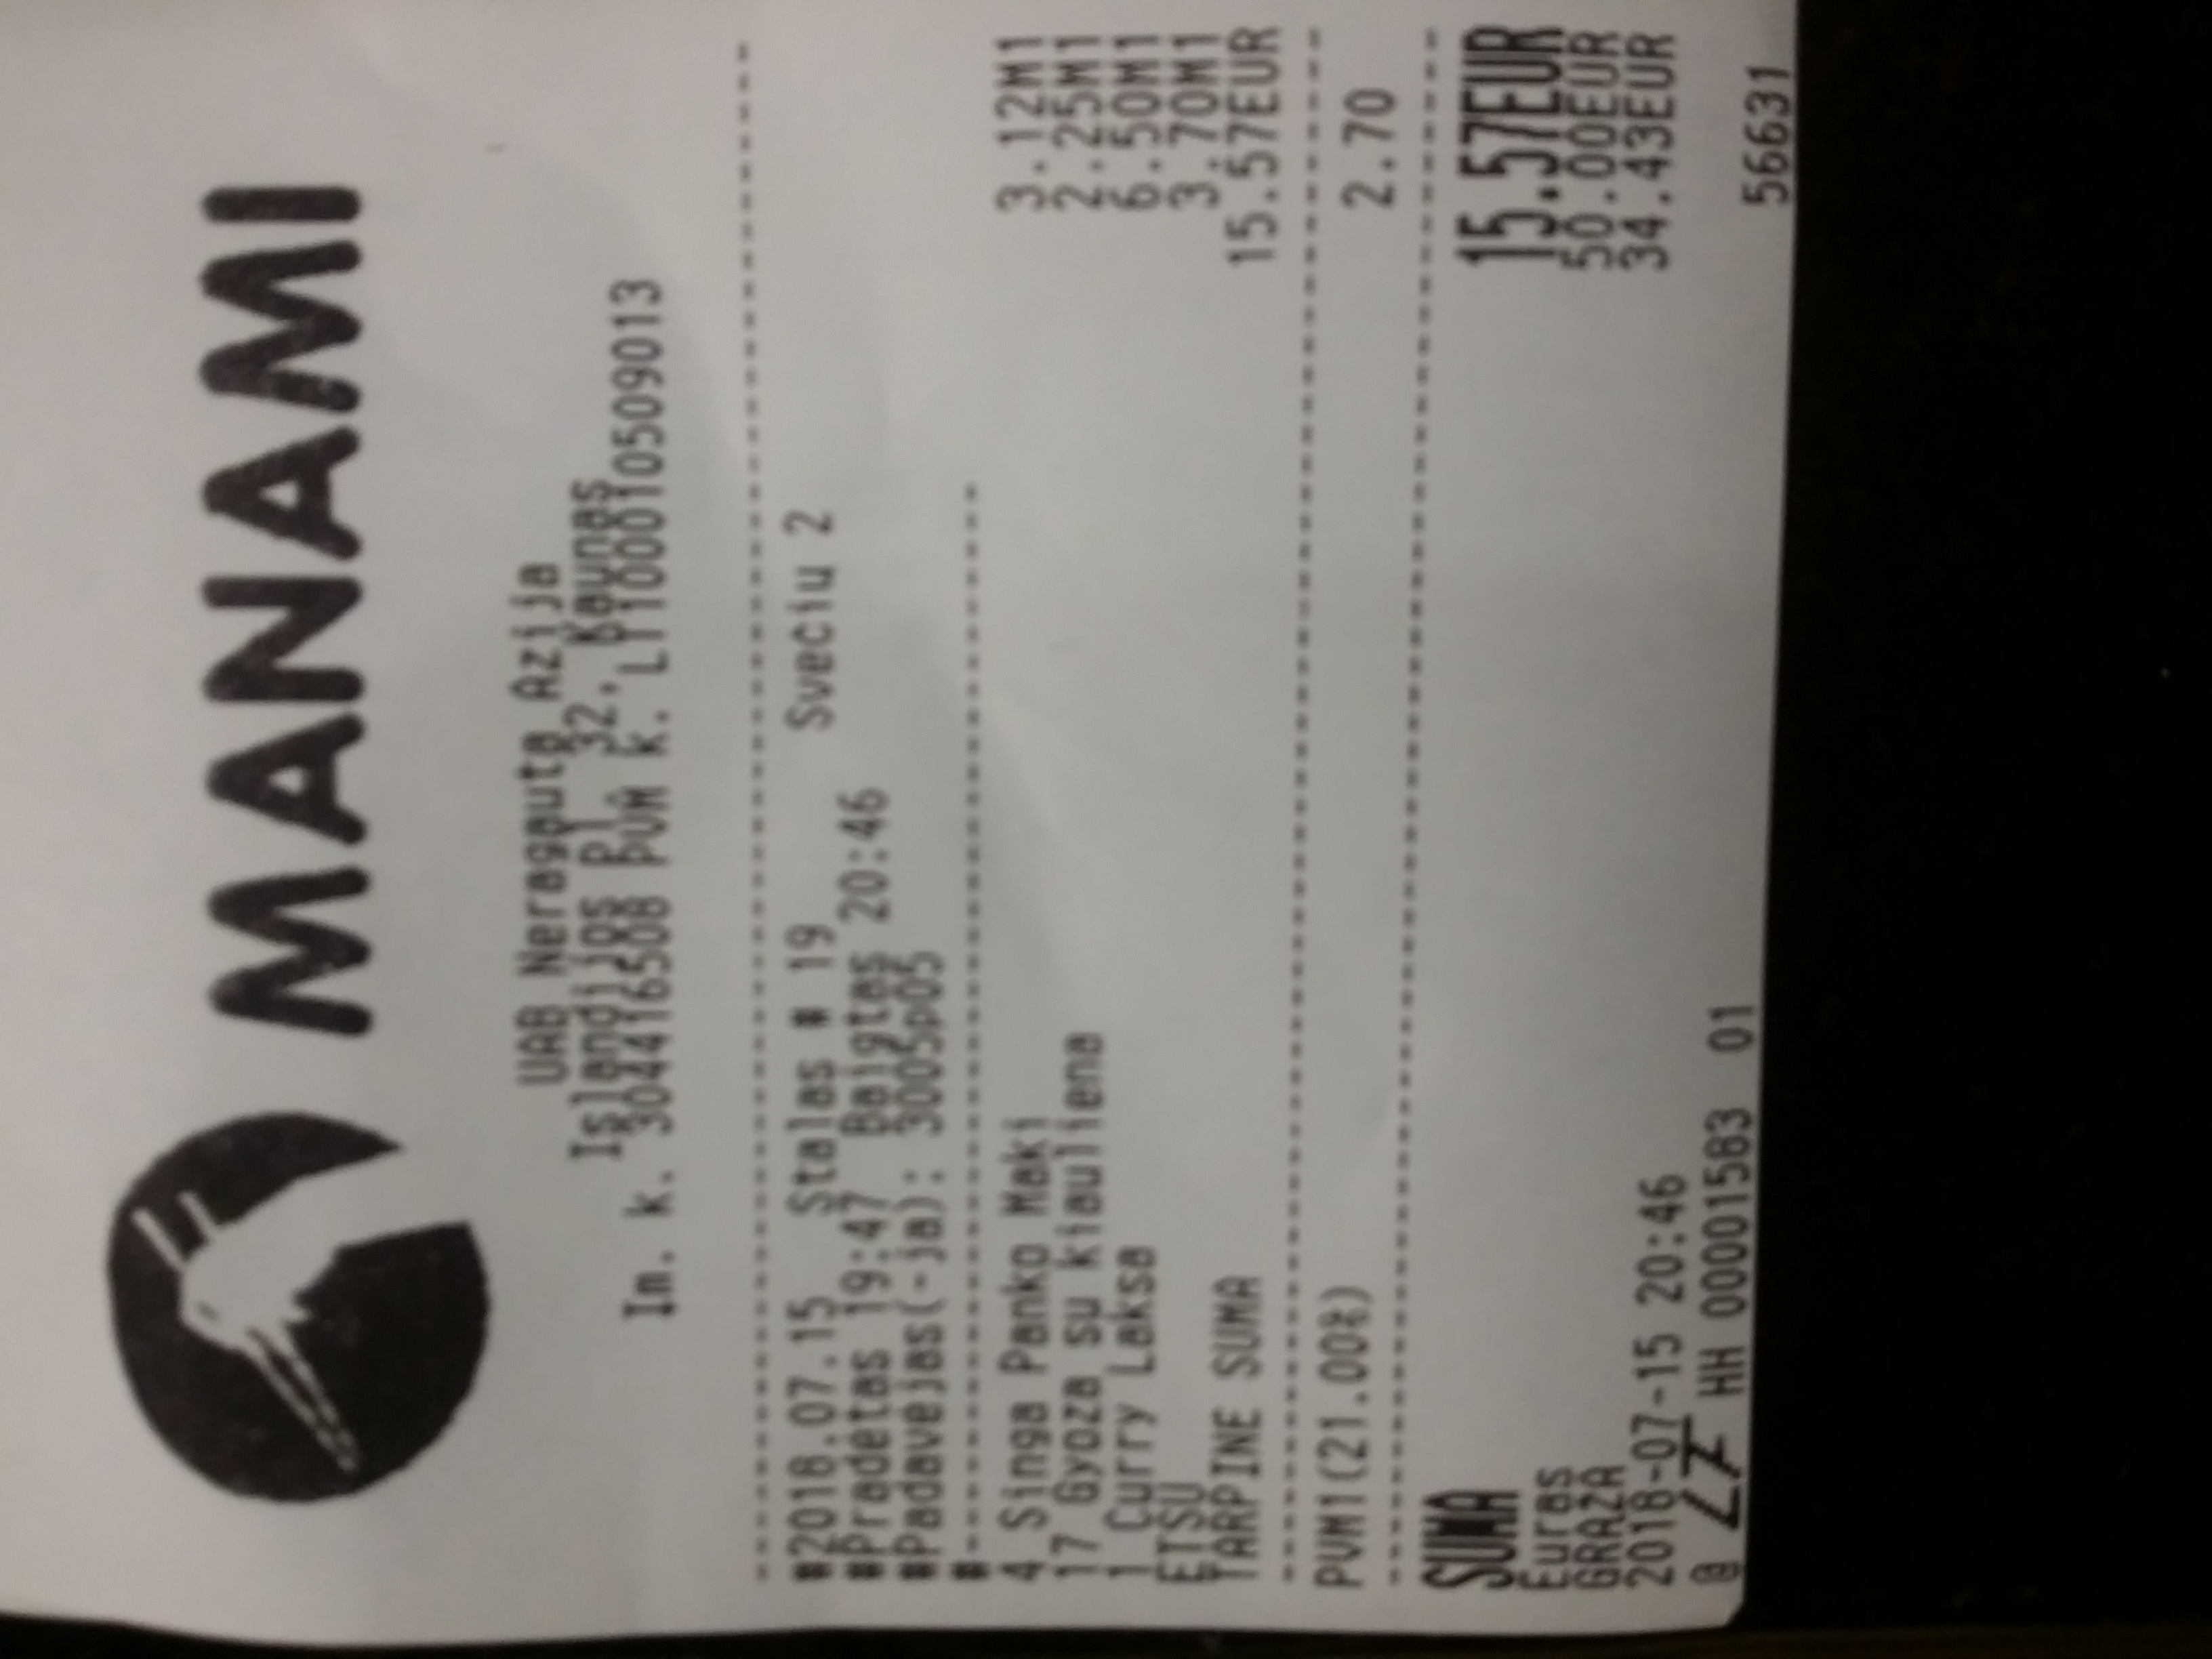 MANAMI
UAB Neragauta Azija
Islandijos pl. 32, Kaunas
Im. k. 304416508 PVM k. LT100010509013
#2018.07.15 Stalas # 19 Svečiu 2
#Pradėtas 19:47 Baigtas 20:46
#Padavėjas(-ja): 3005p05
#
4 Singa Panko Maki 3.12M1
17 Gyoza su kiauliena 2.25M1
1 Curry Laksa 6.50M1
ETSU 3.70M1
TARPINE SUMA 15.57EUR
PVM1(21.00%) 2.70
SUMA 15.57EUR
Euras 50.00EUR
GRAŽA 34.43EUR
2018-07-15 20:46
@ LF HH 00001583 01 56631